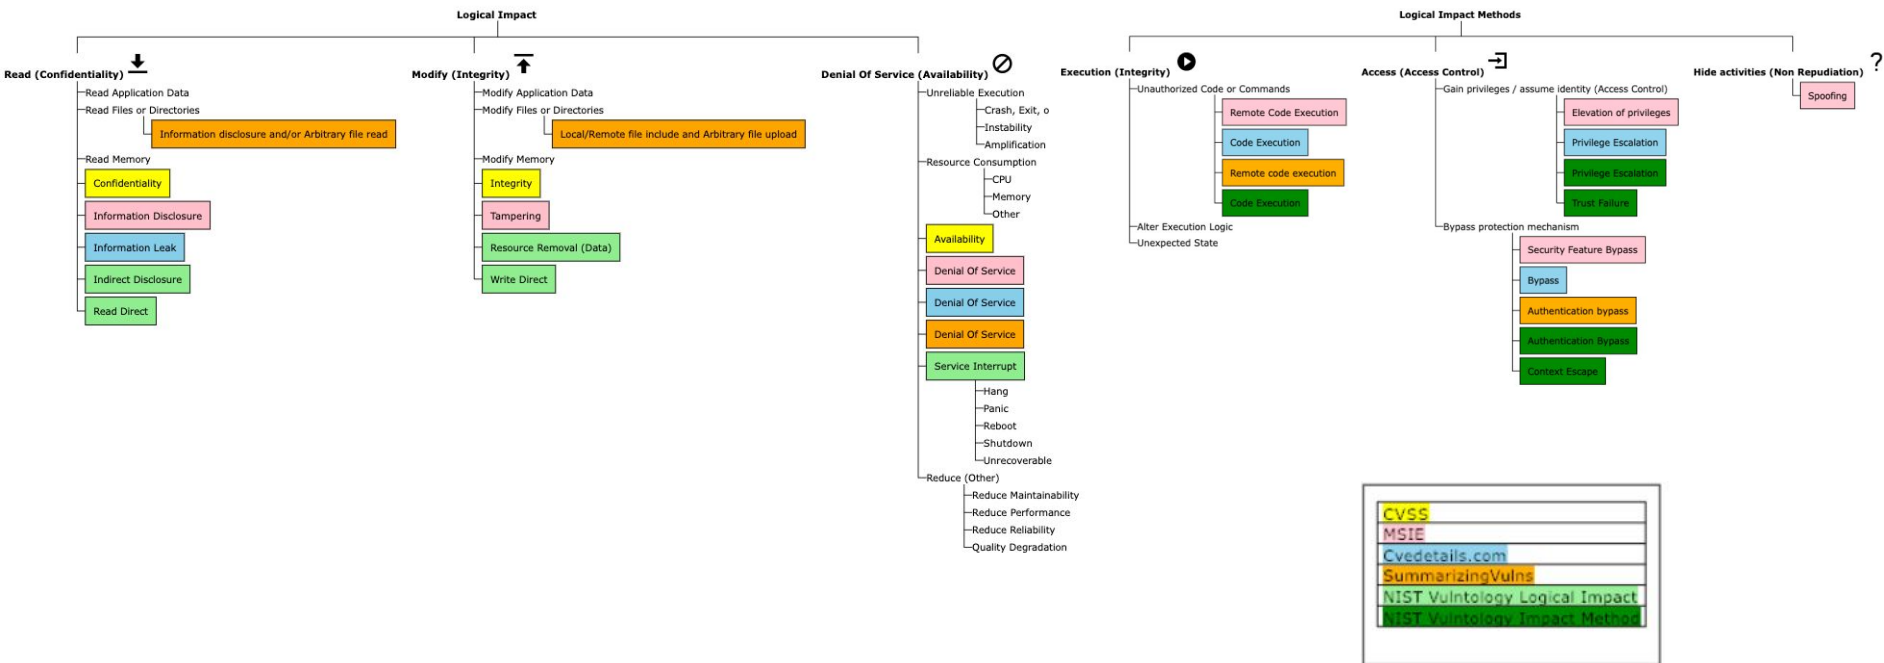 Logical Impact
Read (Confidentiality)
Read Application Data
Read Files or Directories
Information disclosure and/or Arbitrary file read
Read Memory
Confidentiality
Information Disclosure
Information Leak
Indirect Disclosure
Read Direct
Modify (Integrity)
Modify Application Data
Modify Files or Directories
Local/Remote file include and Arbitrary file upload
Modify Memory
Integrity
Tampering
Resource Removal (Data)
Write Direct
Denial Of Service (Availability)
Unreliable Execution
Crash, Exit, o
Instability
Amplification
Resource Consumption
CPU
Memory
Other
Availability
Denial Of Service
Denial Of Service
Denial Of Service
Service Interrupt
Hang
Panic
Reboot
Shutdown
Unrecoverable
Reduce (Other)
Reduce Maintainability
Reduce Performance
Reduce Reliability
Quality Degradation
Logical Impact Methods
Execution (Integrity)
Unauthorized Code or Commands
Remote Code Execution
Code Execution
Remote code execution
Code Execution
Alter Execution Logic
Unexpected State
Access (Access Control)
Gain privileges / assume identity (Access Control)
Elevation of privileges
Privilege Escalation
Privilege Escalation
Trust Failure
Bypass protection mechanism
Security Feature Bypass
Bypass
Authentication bypass
Authentication Bypass
Context Escape
Hide activities (Non Repudiation)
?
Spoofing
CVSS
MSIE
Cvedetails.com
SummarizingVulns
NIST Vulntology Logical Impact
NIST Vulntology Impact Method